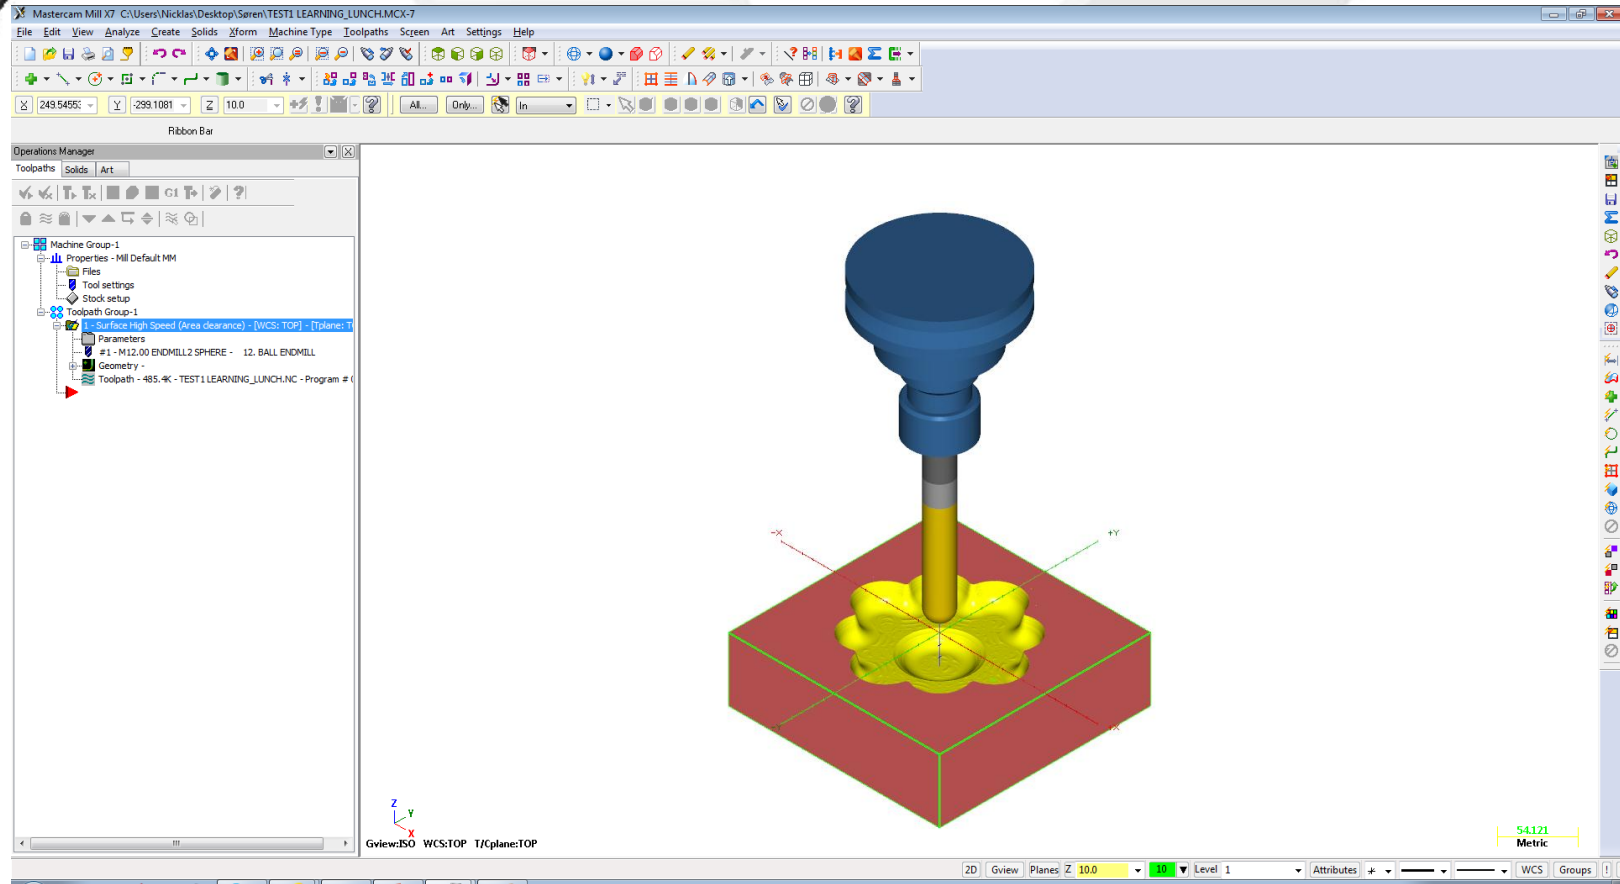 Mastercam Mill X7 C:\Users\Nicklas\Desktop\Søren\TEST1 LEARNING_LUNCH.MCX-7
File Edit View Analyze Create Solids Xform Machine Type Toolpaths Screen Art Settings Help
X 249.5455: Y -299.1081 Z 10.0 All... Only... In
Ribbon Bar
Operations Manager
Toolpaths Solids Art
G1
Machine Group-1
Properties - Mill Default MM
Files
Tool settings
Stock setup
Toolpath Group-1
1 - Surface High Speed (Area clearance) - [WCS: TOP] - [Tplane: T
Parameters
#1 - M12.00 ENDMILL2 SPHERE - 12. BALL ENDMILL
Geometry -
Toolpath - 485.4K - TEST1 LEARNING_LUNCH.NC - Program #
-X
+Y
+X
Z
Y
X
Gview:ISO WCS:TOP T/Cplane:TOP
54.121
Metric
2D Gview Planes Z 10.0 10 Level 1 Attributes WCS Groups